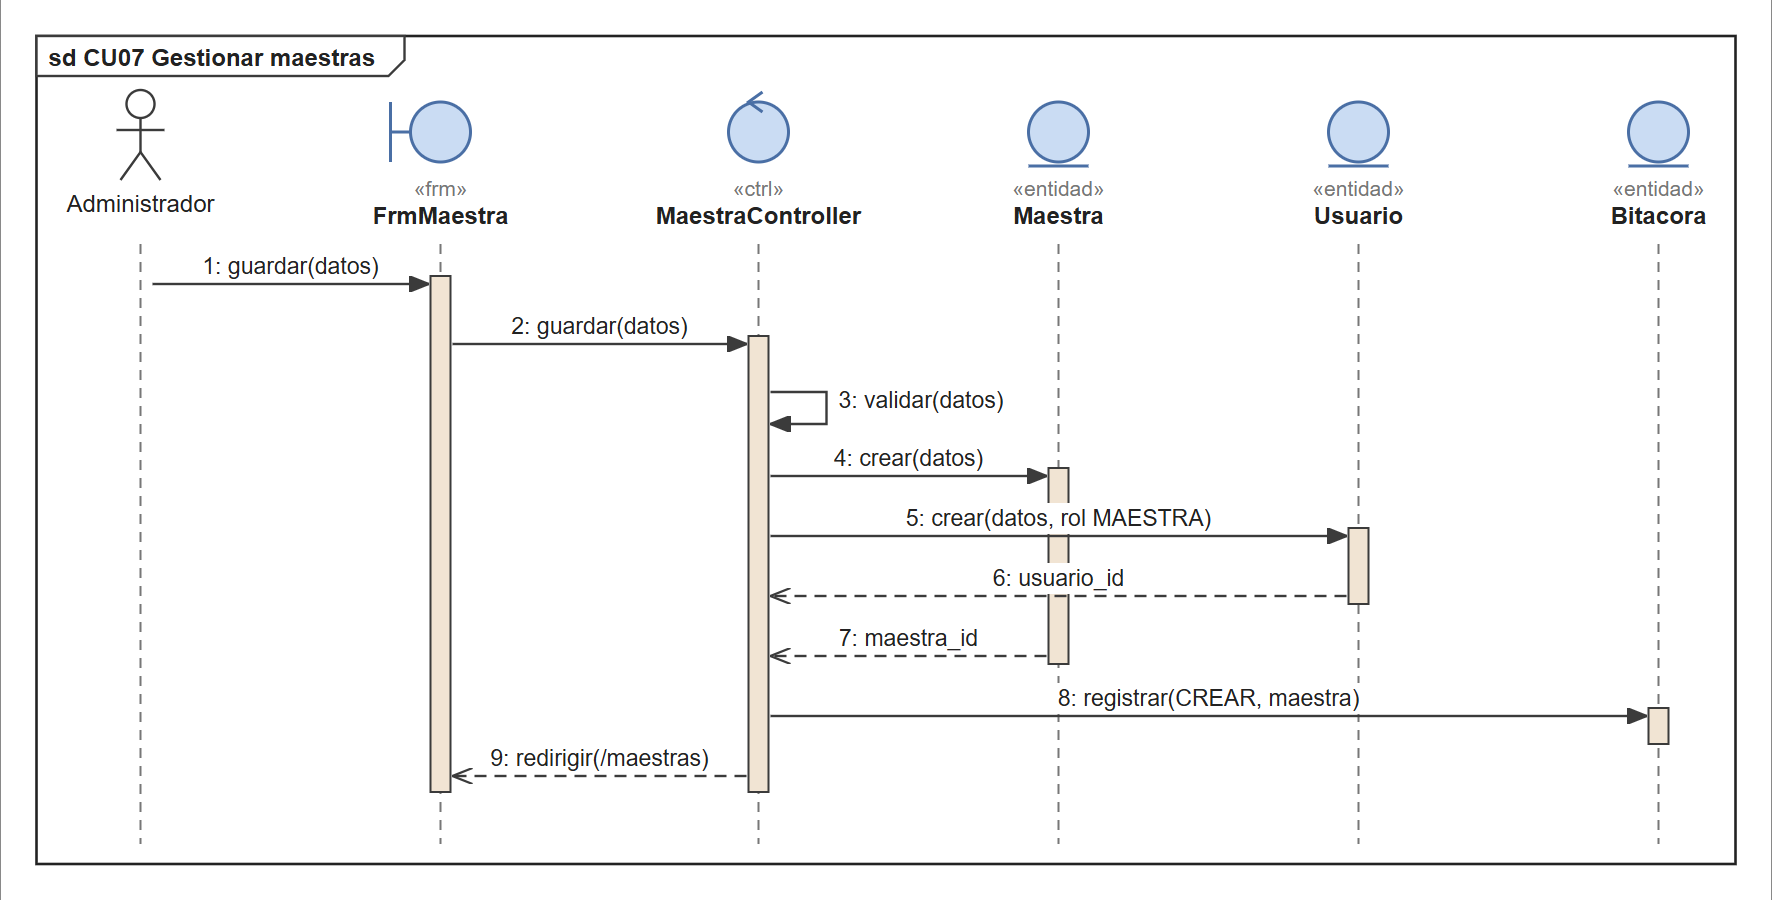 sd CU07 Gestionar maestras
Administrador
«frm»
FrmMaestra
«ctrl»
MaestraController
«entidad»
Maestra
«entidad»
Usuario
«entidad»
Bitacora
1: guardar(datos)
2: guardar(datos)
3: validar(datos)
4: crear(datos)
5: crear(datos, rol MAESTRA)
6: usuario_id
7: maestra_id
8: registrar(CREAR, maestra)
9: redirigir(/maestras)